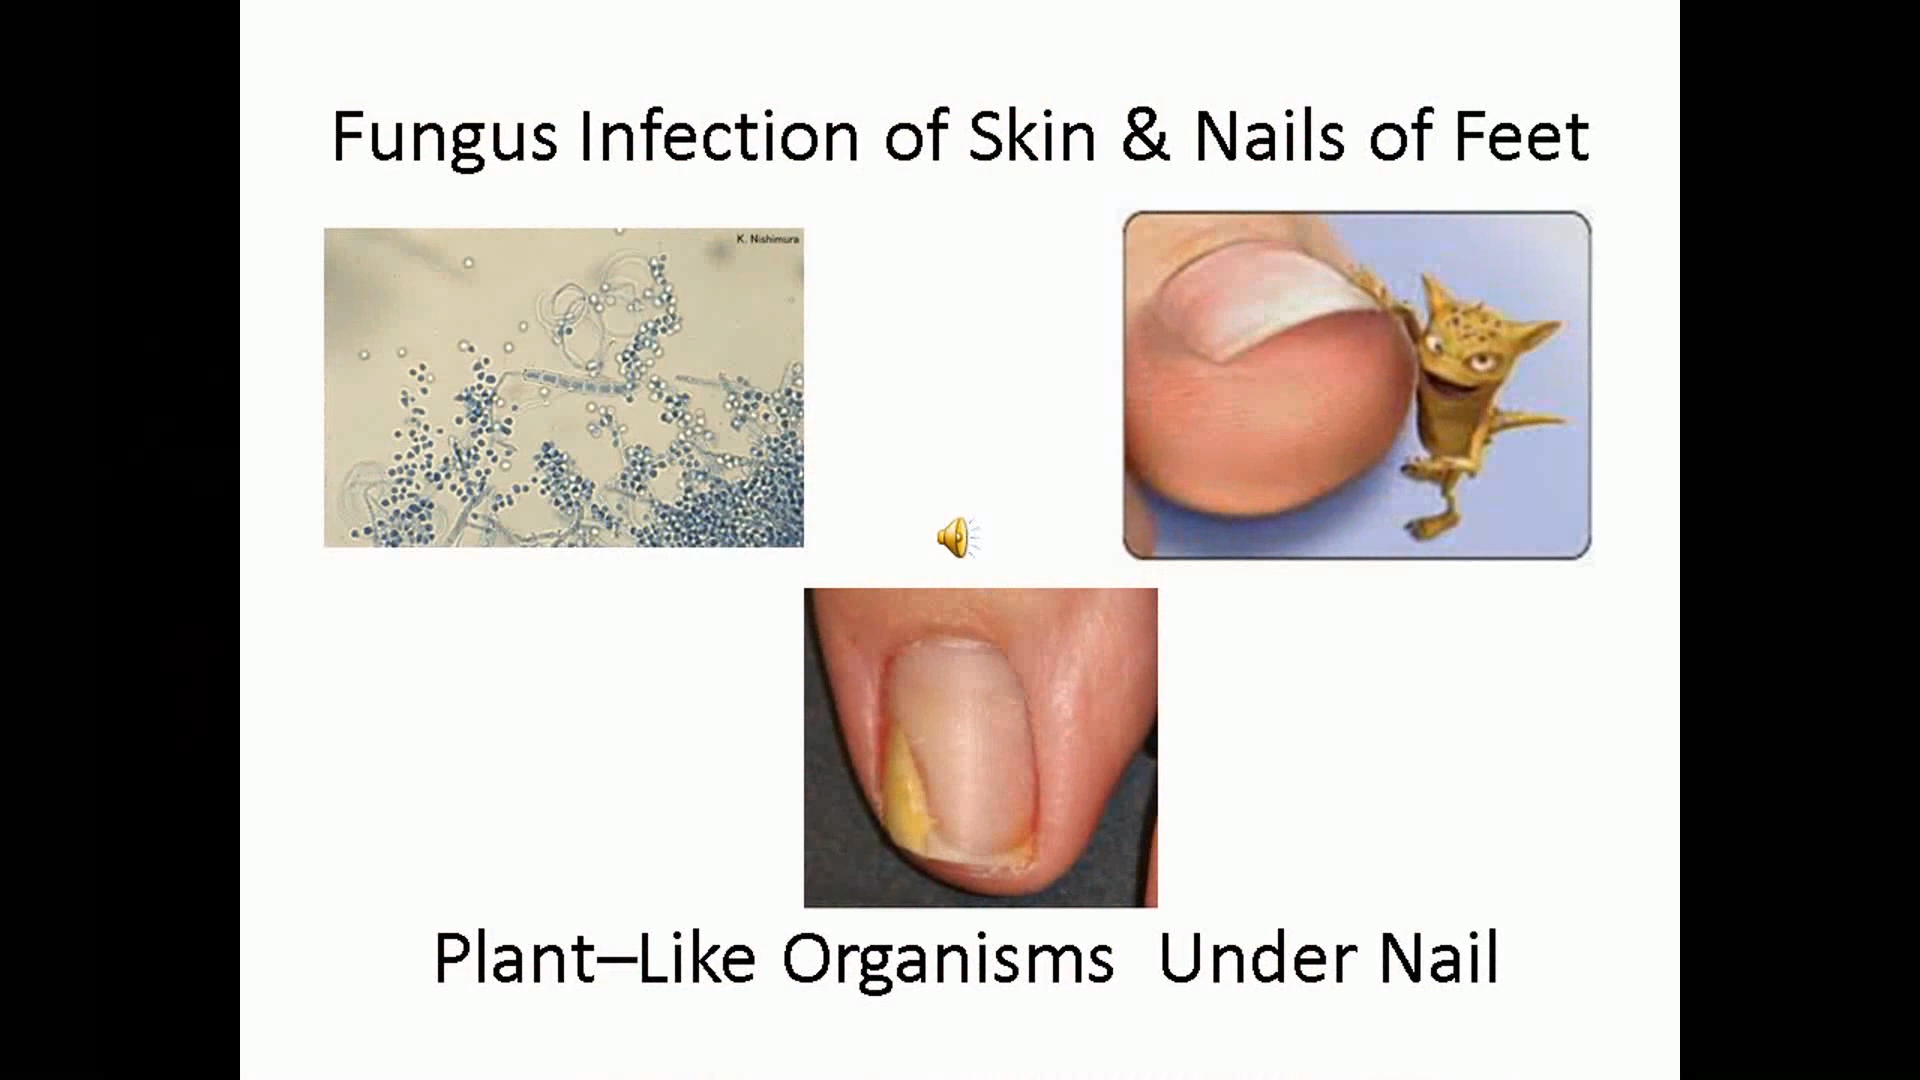 Fungus Infection of Skin & Nails of Feet
K. Nishimura
Plant–Like Organisms Under Nail